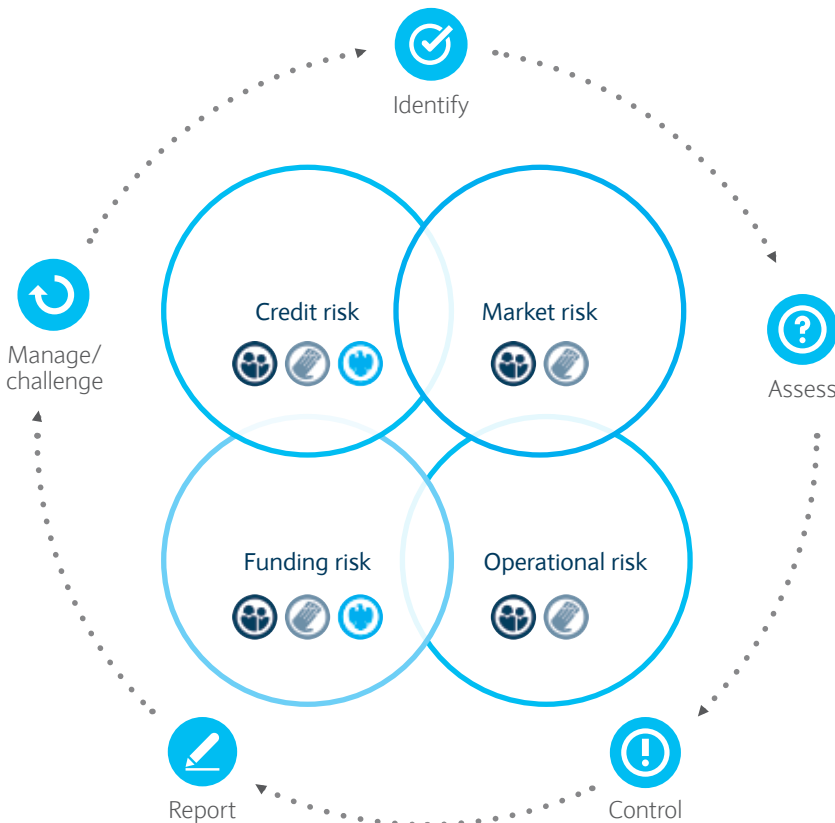 Identify
Credit risk
Market risk
Manage/
challenge
Assess
Funding risk
Operational risk
Report
Control